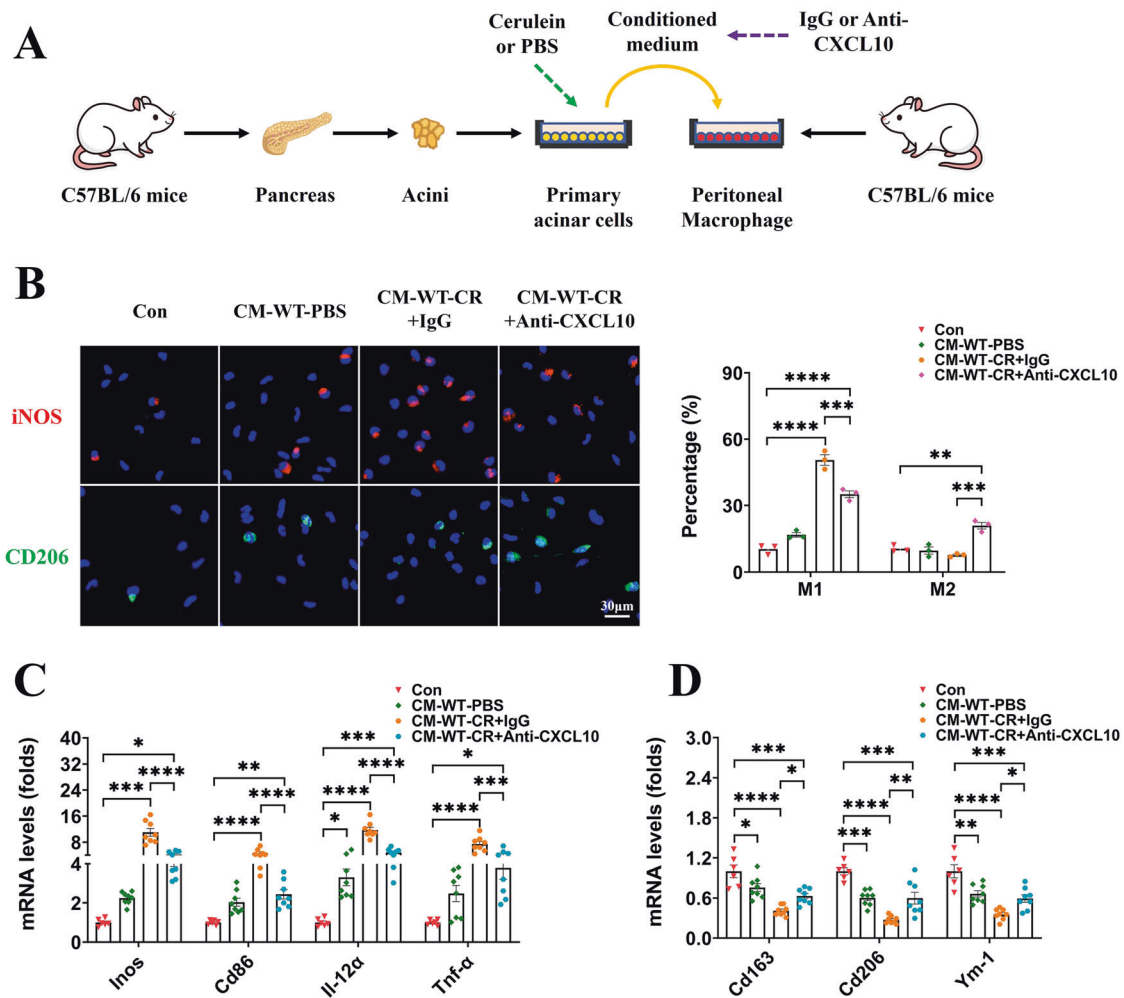 A
Cerulein
or PBS
Conditioned
medium
IgG or Anti-
CXCL10
C57BL/6 mice
Pancreas
Acini
Primary
acinar cells
Peritoneal
Macrophage
C57BL/6 mice
B
Con
CM-WT-PBS
CM-WT-CR
+IgG
CM-WT-CR
+Anti-CXCL10
iNOS
CD206
30μm
Con
CM-WT-PBS
CM-WT-CR+IgG
CM-WT-CR+Anti-CXCL10
Percentage (%)
90
60
30
0
****
***
****
**
***
M1
M2
C
Con
CM-WT-PBS
CM-WT-CR+IgG
CM-WT-CR+Anti-CXCL10
mRNA levels (folds)
40
32
24
16
8
4
2
0
*
****
***
**
****
****
***
****
****
*
*
***
****
Inos
Cd86
Il-12α
Tnf-α
D
Con
CM-WT-PBS
CM-WT-CR+IgG
CM-WT-CR+Anti-CXCL10
mRNA levels (folds)
3.0
2.4
1.8
1.2
0.6
0.0
***
*
****
*
***
**
****
***
***
*
****
**
Cd163
Cd206
Ym-1